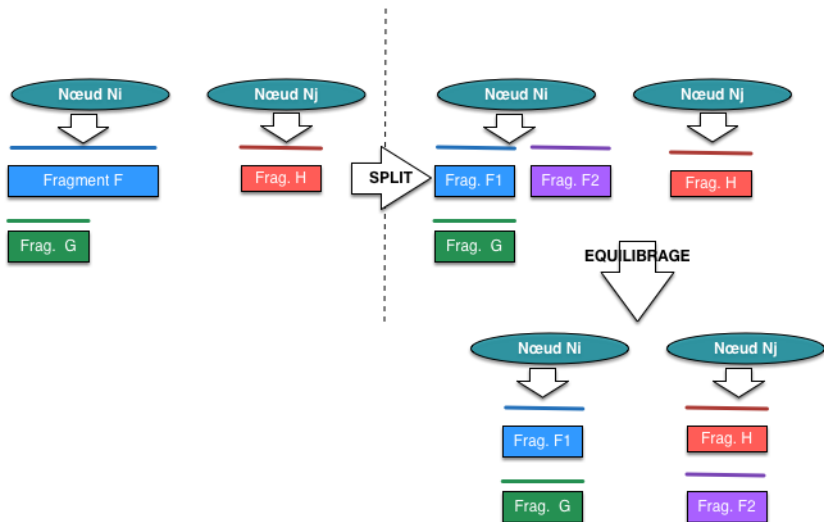 Nœud Ni
Nœud Nj
Fragment F
Frag. H
Frag. G
SPLIT
Nœud Ni
Nœud Nj
Frag. F1
Frag. F2
Frag. H
Frag. G
EQUILIBRAGE
Nœud Ni
Nœud Nj
Frag. F1
Frag. H
Frag. G
Frag. F2